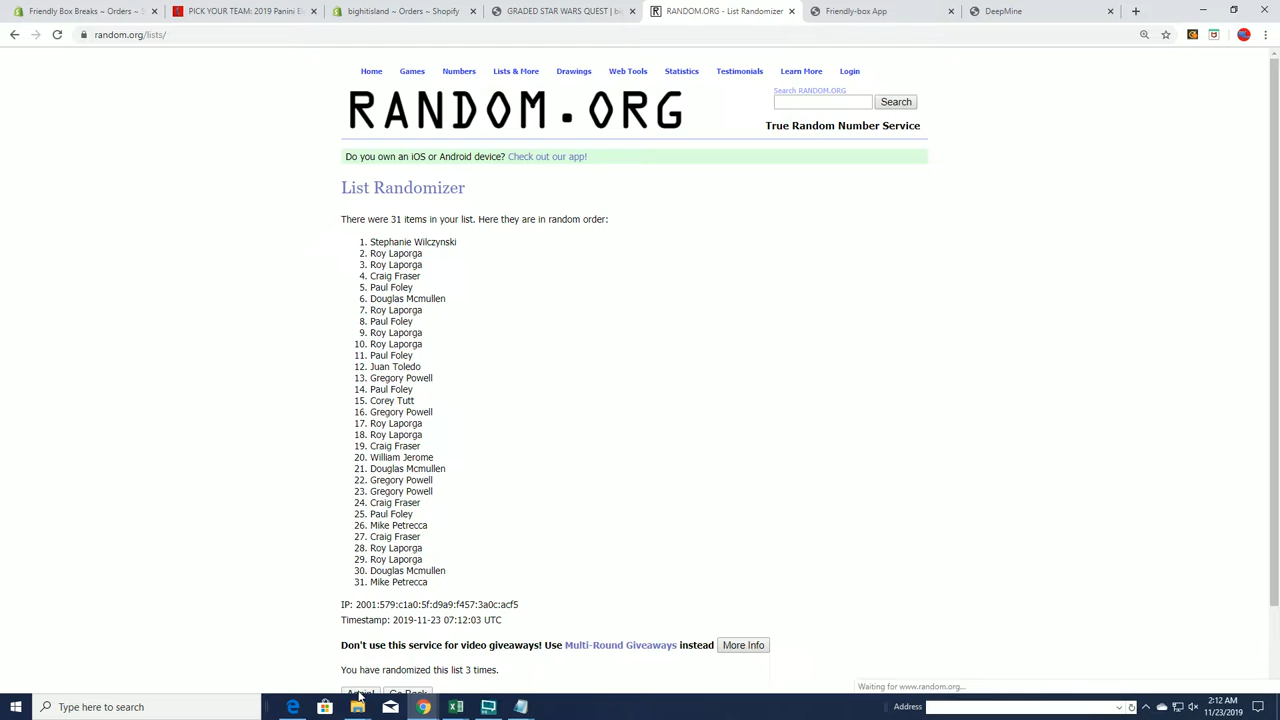 Friendly Box Breaks ~ Orders ~ S
PICK YOUR TEAM: 2019 Panini E
bightisland ~ Orders ~ Shopify
GRADED STAR WARS QUEST! | big
RANDOM.ORG - List Randomizer
Friendly-box App
DeepMine
random.org/lists/
Home Games Numbers Lists & More Drawings Web Tools Statistics Testimonials Learn More Login
RANDOM.ORG
Search RANDOM.ORG
Search
True Random Number Service
Do you own an iOS or Android device? Check out our app!
List Randomizer
There were 31 items in your list. Here they are in random order:
1. Stephanie Wilczynski
2. Roy Laporga
3. Roy Laporga
4. Craig Fraser
5. Paul Foley
6. Douglas Mcmullen
7. Roy Laporga
8. Paul Foley
9. Roy Laporga
10. Roy Laporga
11. Paul Foley
12. Juan Toledo
13. Gregory Powell
14. Paul Foley
15. Corey Tutt
16. Gregory Powell
17. Roy Laporga
18. Roy Laporga
19. Craig Fraser
20. William Jerome
21. Douglas Mcmullen
22. Gregory Powell
23. Gregory Powell
24. Craig Fraser
25. Paul Foley
26. Mike Petrecca
27. Craig Fraser
28. Roy Laporga
29. Roy Laporga
30. Douglas Mcmullen
31. Mike Petrecca
IP: 2001:579:c1a0:5f:d9a9:f457:3a0c:acf5
Timestamp: 2019-11-23 07:12:03 UTC
Don't use this service for video giveaways! Use Multi-Round Giveaways instead More Info
You have randomized this list 3 times.
Again! Go Back
Waiting for www.random.org...
Type here to search
Address
2:12 AM
11/23/2019